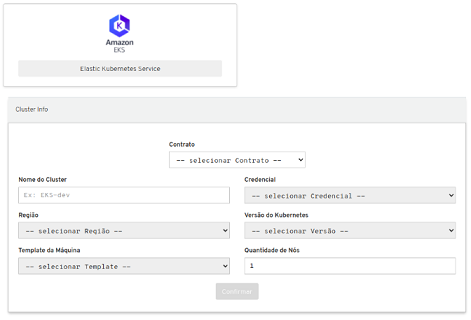 Amazon
EKS
Elastic Kubernetes Service
Cluster Info
Contrato
-- selecionar Contrato --
Nome do Cluster
Credencial
Ex: EKS-dev
-- selecionar Credencial --
Região
Versão do Kubernetes
-- selecionar Região --
-- selecionar Versão --
Template da Máquina
Quantidade de Nós
-- selecionar Template --
1
Confirmar